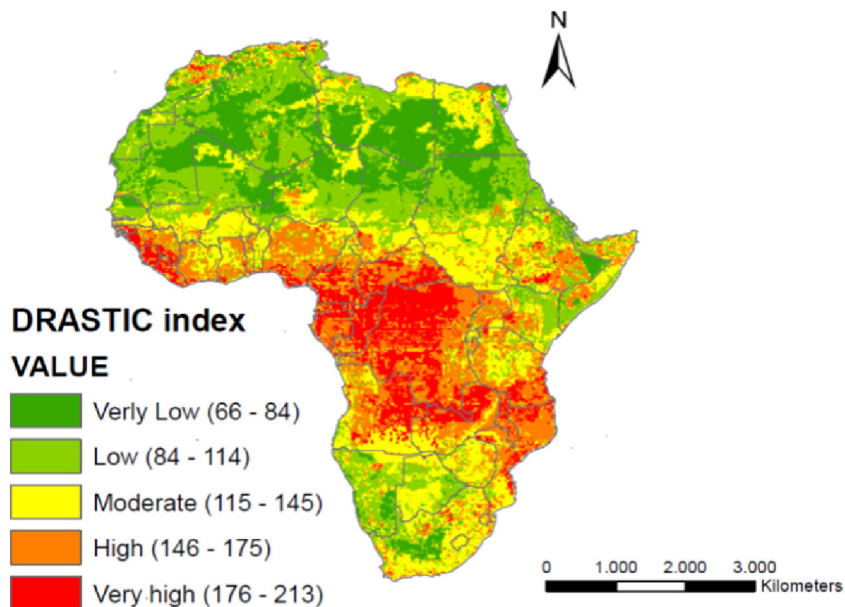 N
DRASTIC index
VALUE
Verly Low (66 - 84)
Low (84 - 114)
Moderate (115 - 145)
High (146 - 175)
Very high (176 - 213)
0 1.000 2.000 3.000
Kilometers